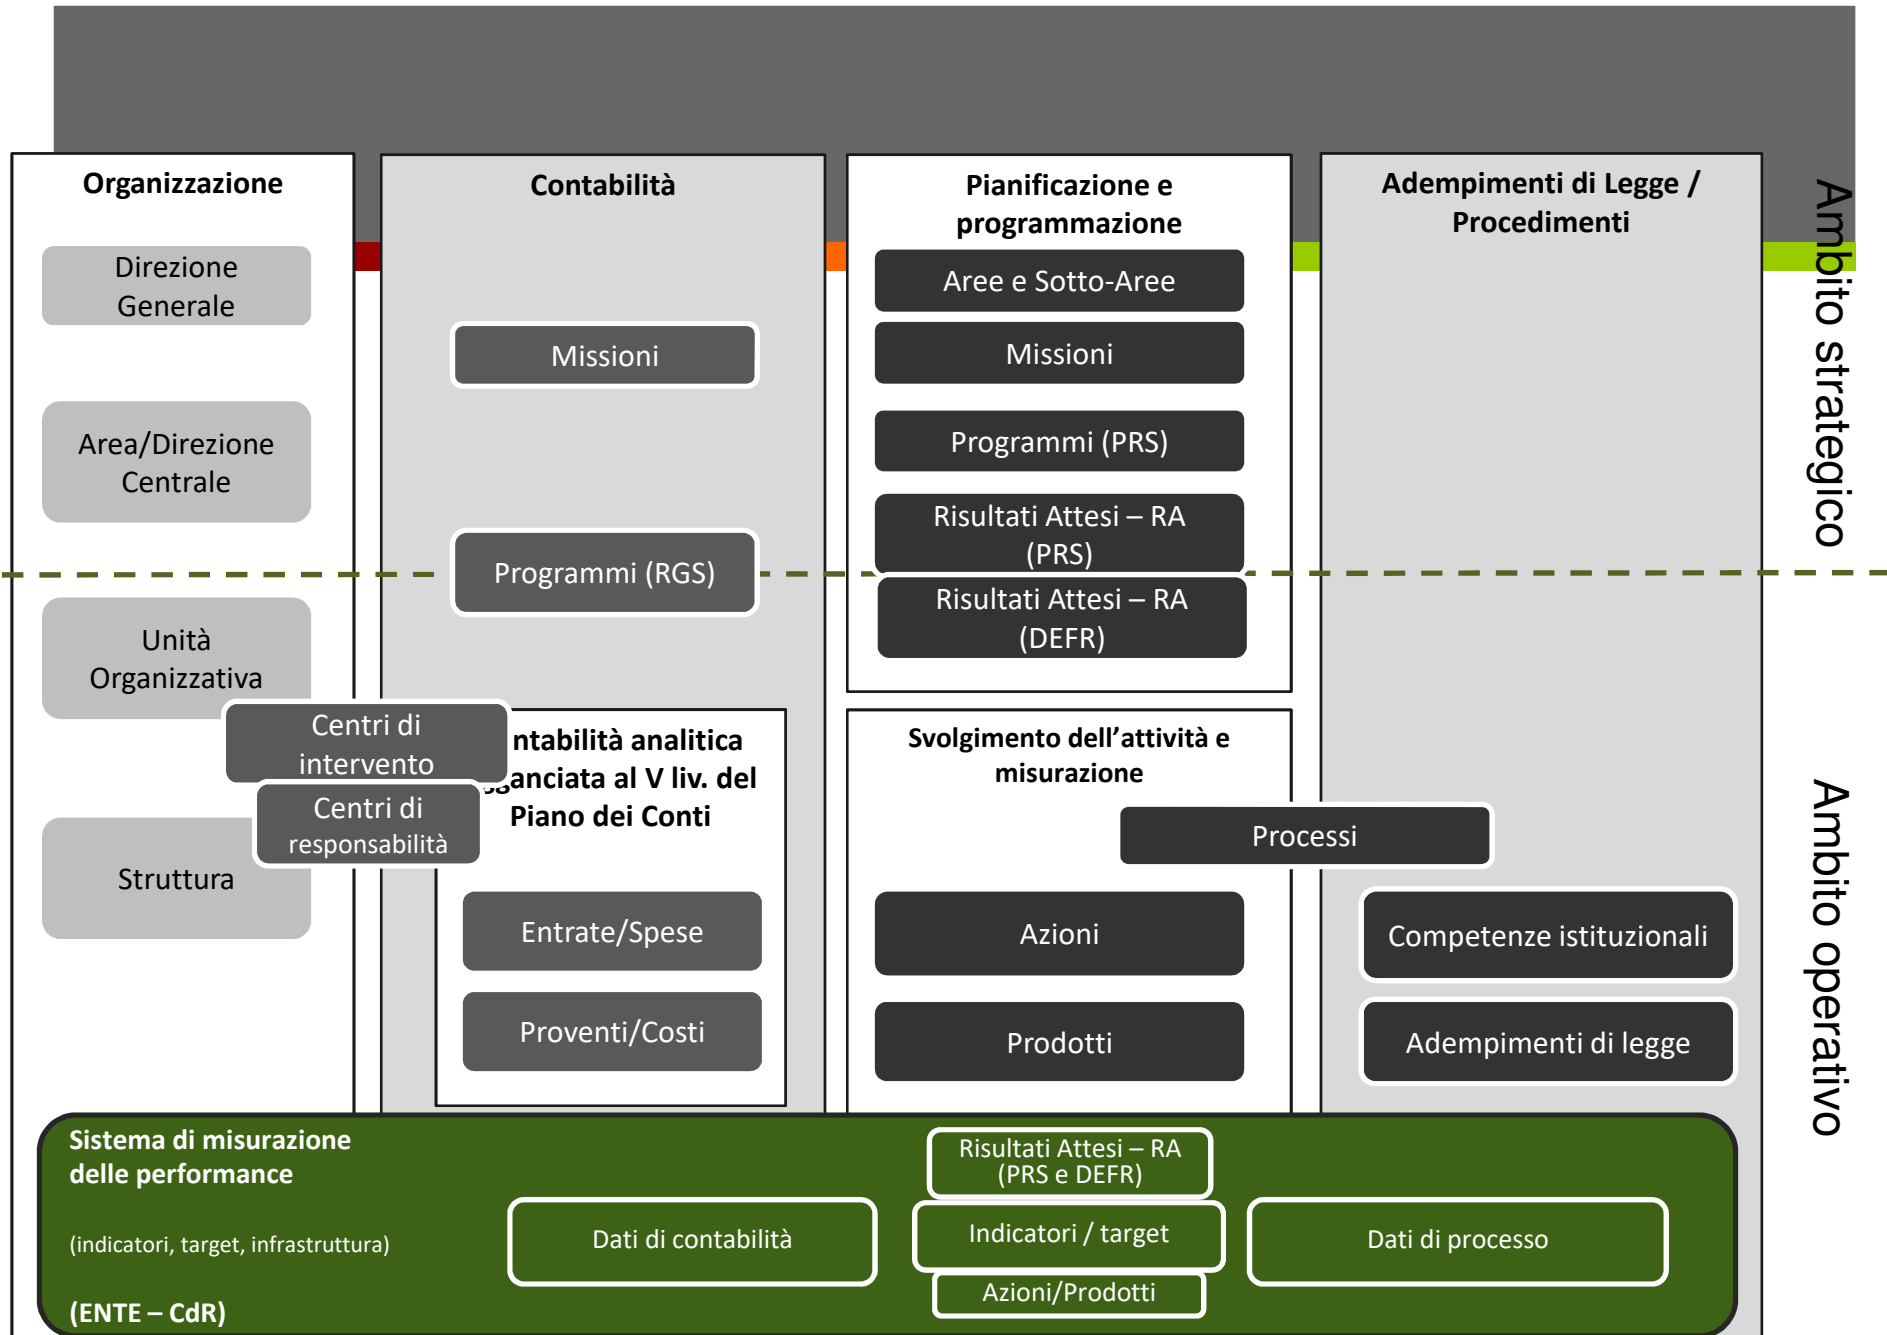 Organizzazione
Direzione
Generale
Area/Direzione
Centrale
Unità
Organizzativa
Struttura
Contabilità
Missioni
Programmi (RGS)
Centri di
intervento
Centri di
responsabilità
ntabilità analitica
ganciata al V liv. del
Piano dei Conti
Entrate/Spese
Proventi/Costi
Pianificazione e
programmazione
Aree e Sotto-Aree
Missioni
Programmi (PRS)
Risultati Attesi – RA
(PRS)
Risultati Attesi – RA
(DEFR)
Svolgimento dell’attività e
misurazione
Processi
Azioni
Prodotti
Adempimenti di Legge /
Procedimenti
Competenze istituzionali
Adempimenti di legge
Ambito strategico
Ambito operativo
Sistema di misurazione
delle performance
(indicatori, target, infrastruttura)
(ENTE – CdR)
Dati di contabilità
Risultati Attesi – RA
(PRS e DEFR)
Indicatori / target
Azioni/Prodotti
Dati di processo